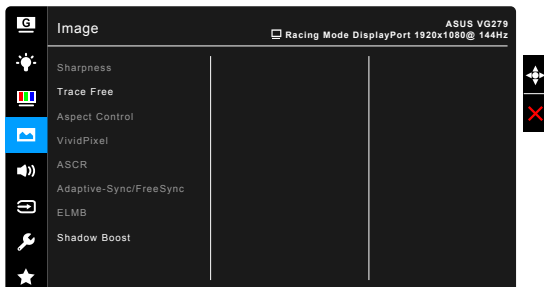 G
Image
ASUS VG279
Racing Mode DisplayPort 1920x1080@ 144Hz
Sharpness
Trace Free
Aspect Control
VividPixel
ASCR
Adaptive-Sync/FreeSync
ELMB
Shadow Boost